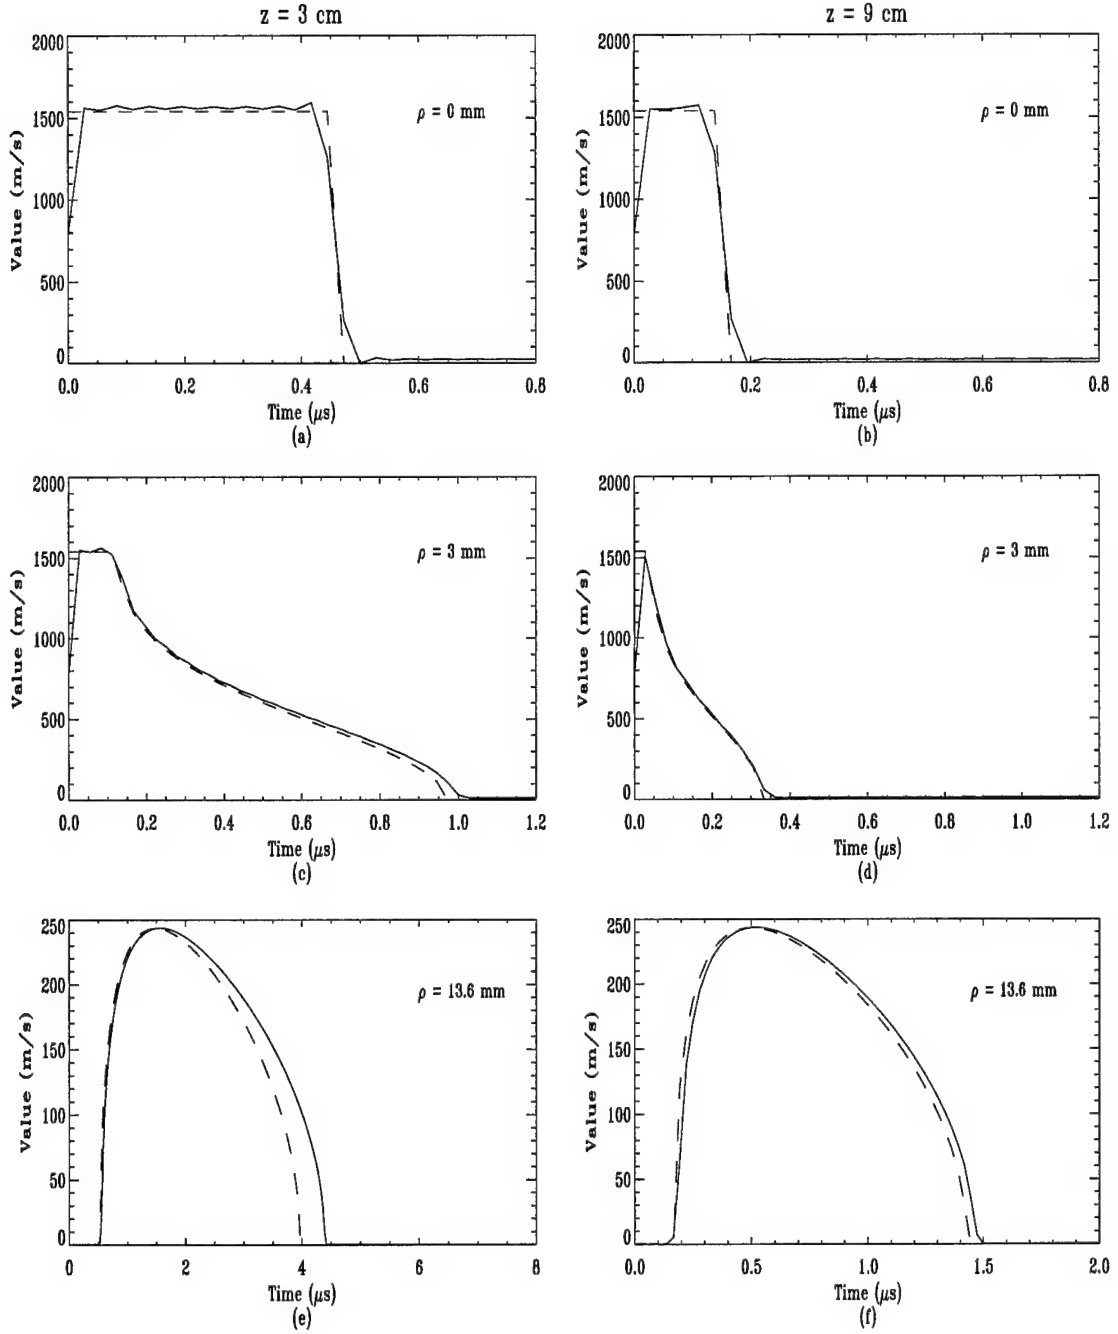 z = 3 cm
z = 9 cm
2000
1500
1000
500
0
Value (m/s)
ρ = 0 mm
0.0 0.2 0.4 0.6 0.8
Time (μs)
(a)
2000
1500
1000
500
0
Value (m/s)
ρ = 0 mm
0.0 0.2 0.4 0.6 0.8
Time (μs)
(b)
2000
1500
1000
500
0
Value (m/s)
ρ = 3 mm
0.0 0.2 0.4 0.6 0.8 1.0 1.2
Time (μs)
(c)
2000
1500
1000
500
0
Value (m/s)
ρ = 3 mm
0.0 0.2 0.4 0.6 0.8 1.0 1.2
Time (μs)
(d)
250
200
150
100
50
0
Value (m/s)
ρ = 13.6 mm
0 2 4 6 8
Time (μs)
(e)
250
200
150
100
50
0
Value (m/s)
ρ = 13.6 mm
0.0 0.5 1.0 1.5 2.0
Time (μs)
(f)